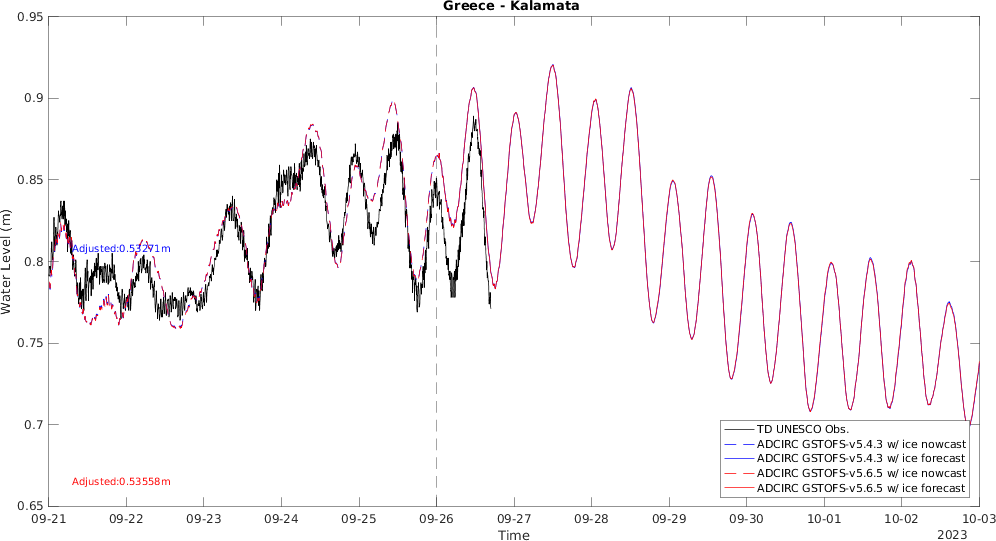 Greece - Kalamata
0.95
0.9
0.85
0.8
0.75
0.7
0.65
Water Level (m)
Adjusted:0.53271m
Adjusted:0.53558m
TD UNESCO Obs.
ADCIRC GSTOFS-v5.4.3 w/ ice nowcast
ADCIRC GSTOFS-v5.4.3 w/ ice forecast
ADCIRC GSTOFS-v5.6.5 w/ ice nowcast
ADCIRC GSTOFS-v5.6.5 w/ ice forecast
09-21 09-22 09-23 09-24 09-25 09-26 09-27 09-28 09-29 09-30 10-01 10-02 10-03
Time
2023